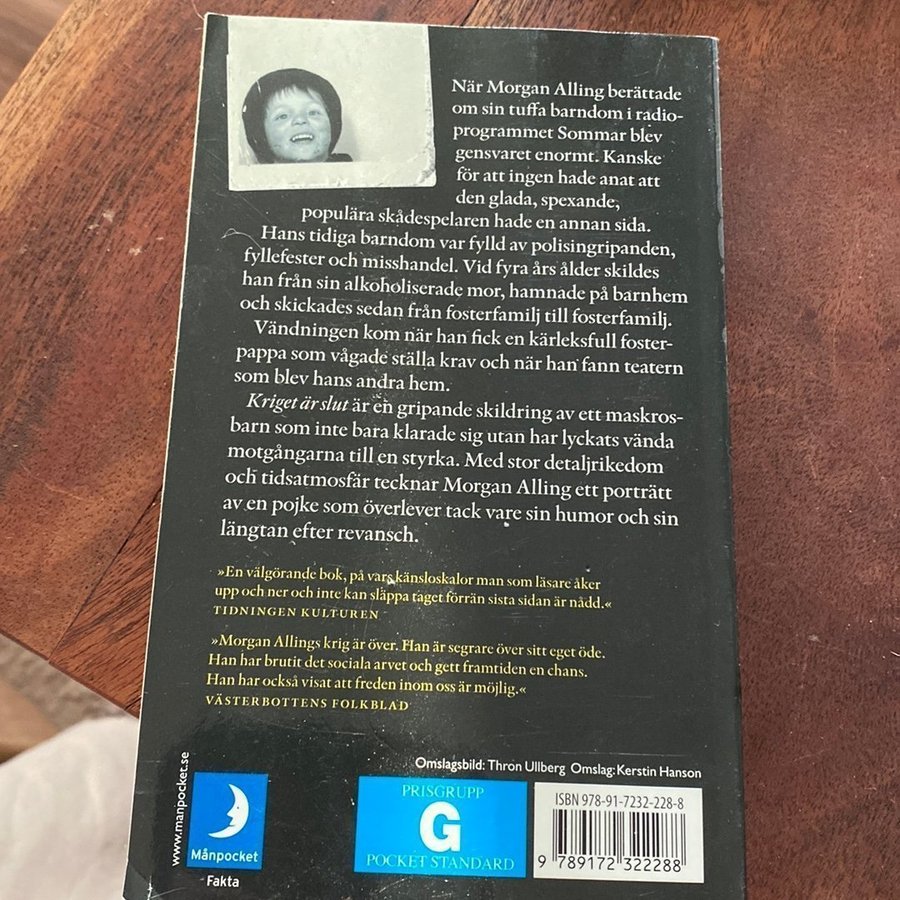 När Morgan Alling berättade
om sin tuffa barndom i radio-
programmet Sommar blev
gensvaret enormt. Kanske
för att ingen hade anat att
den glada, spexande,
populära skådespelaren hade en annan sida.
Hans tidiga barndom var fylld av polisingripanden,
fyllefester och misshandel. Vid fyra års ålder skildes
han från sin alkoholiserade mor, hamnade på barnhem
och skickades sedan från fosterfamilj till fosterfamilj.
Vändningen kom när han fick en kärleksfull foster-
pappa som vågade ställa krav och när han fann teatern
som blev hans andra hem.
Kriget är slut är en gripande skildring av ett maskros-
barn som inte bara klarade sig utan har lyckats vända
motgångarna till en styrka. Med stor detaljrikedom
och tidsatmosfär tecknar Morgan Alling ett porträtt
av en pojke som överlever tack vare sin humor och sin
längtan efter revansch.
»En välgörande bok, på vars känsloskalor man som läsare åker
upp och ner och inte kan släppa taget förrän sista sidan är nådd.«
TIDNINGEN KULTUREN
»Morgan Allings krig är över. Han är segrare över sitt eget öde.
Han har brutit det sociala arvet och gett framtiden en chans.
Han har också visat att freden inom oss är möjlig.«
VÄSTERBOTTENS FOLKBLAD
Omslagsbild: Thron Ullberg Omslag: Kerstin Hanson
www.manpocket.se
Månpocket
Fakta
PRISGRUPP
G
POCKET STANDARD
ISBN 978-91-7232-228-8
9 789172 322288